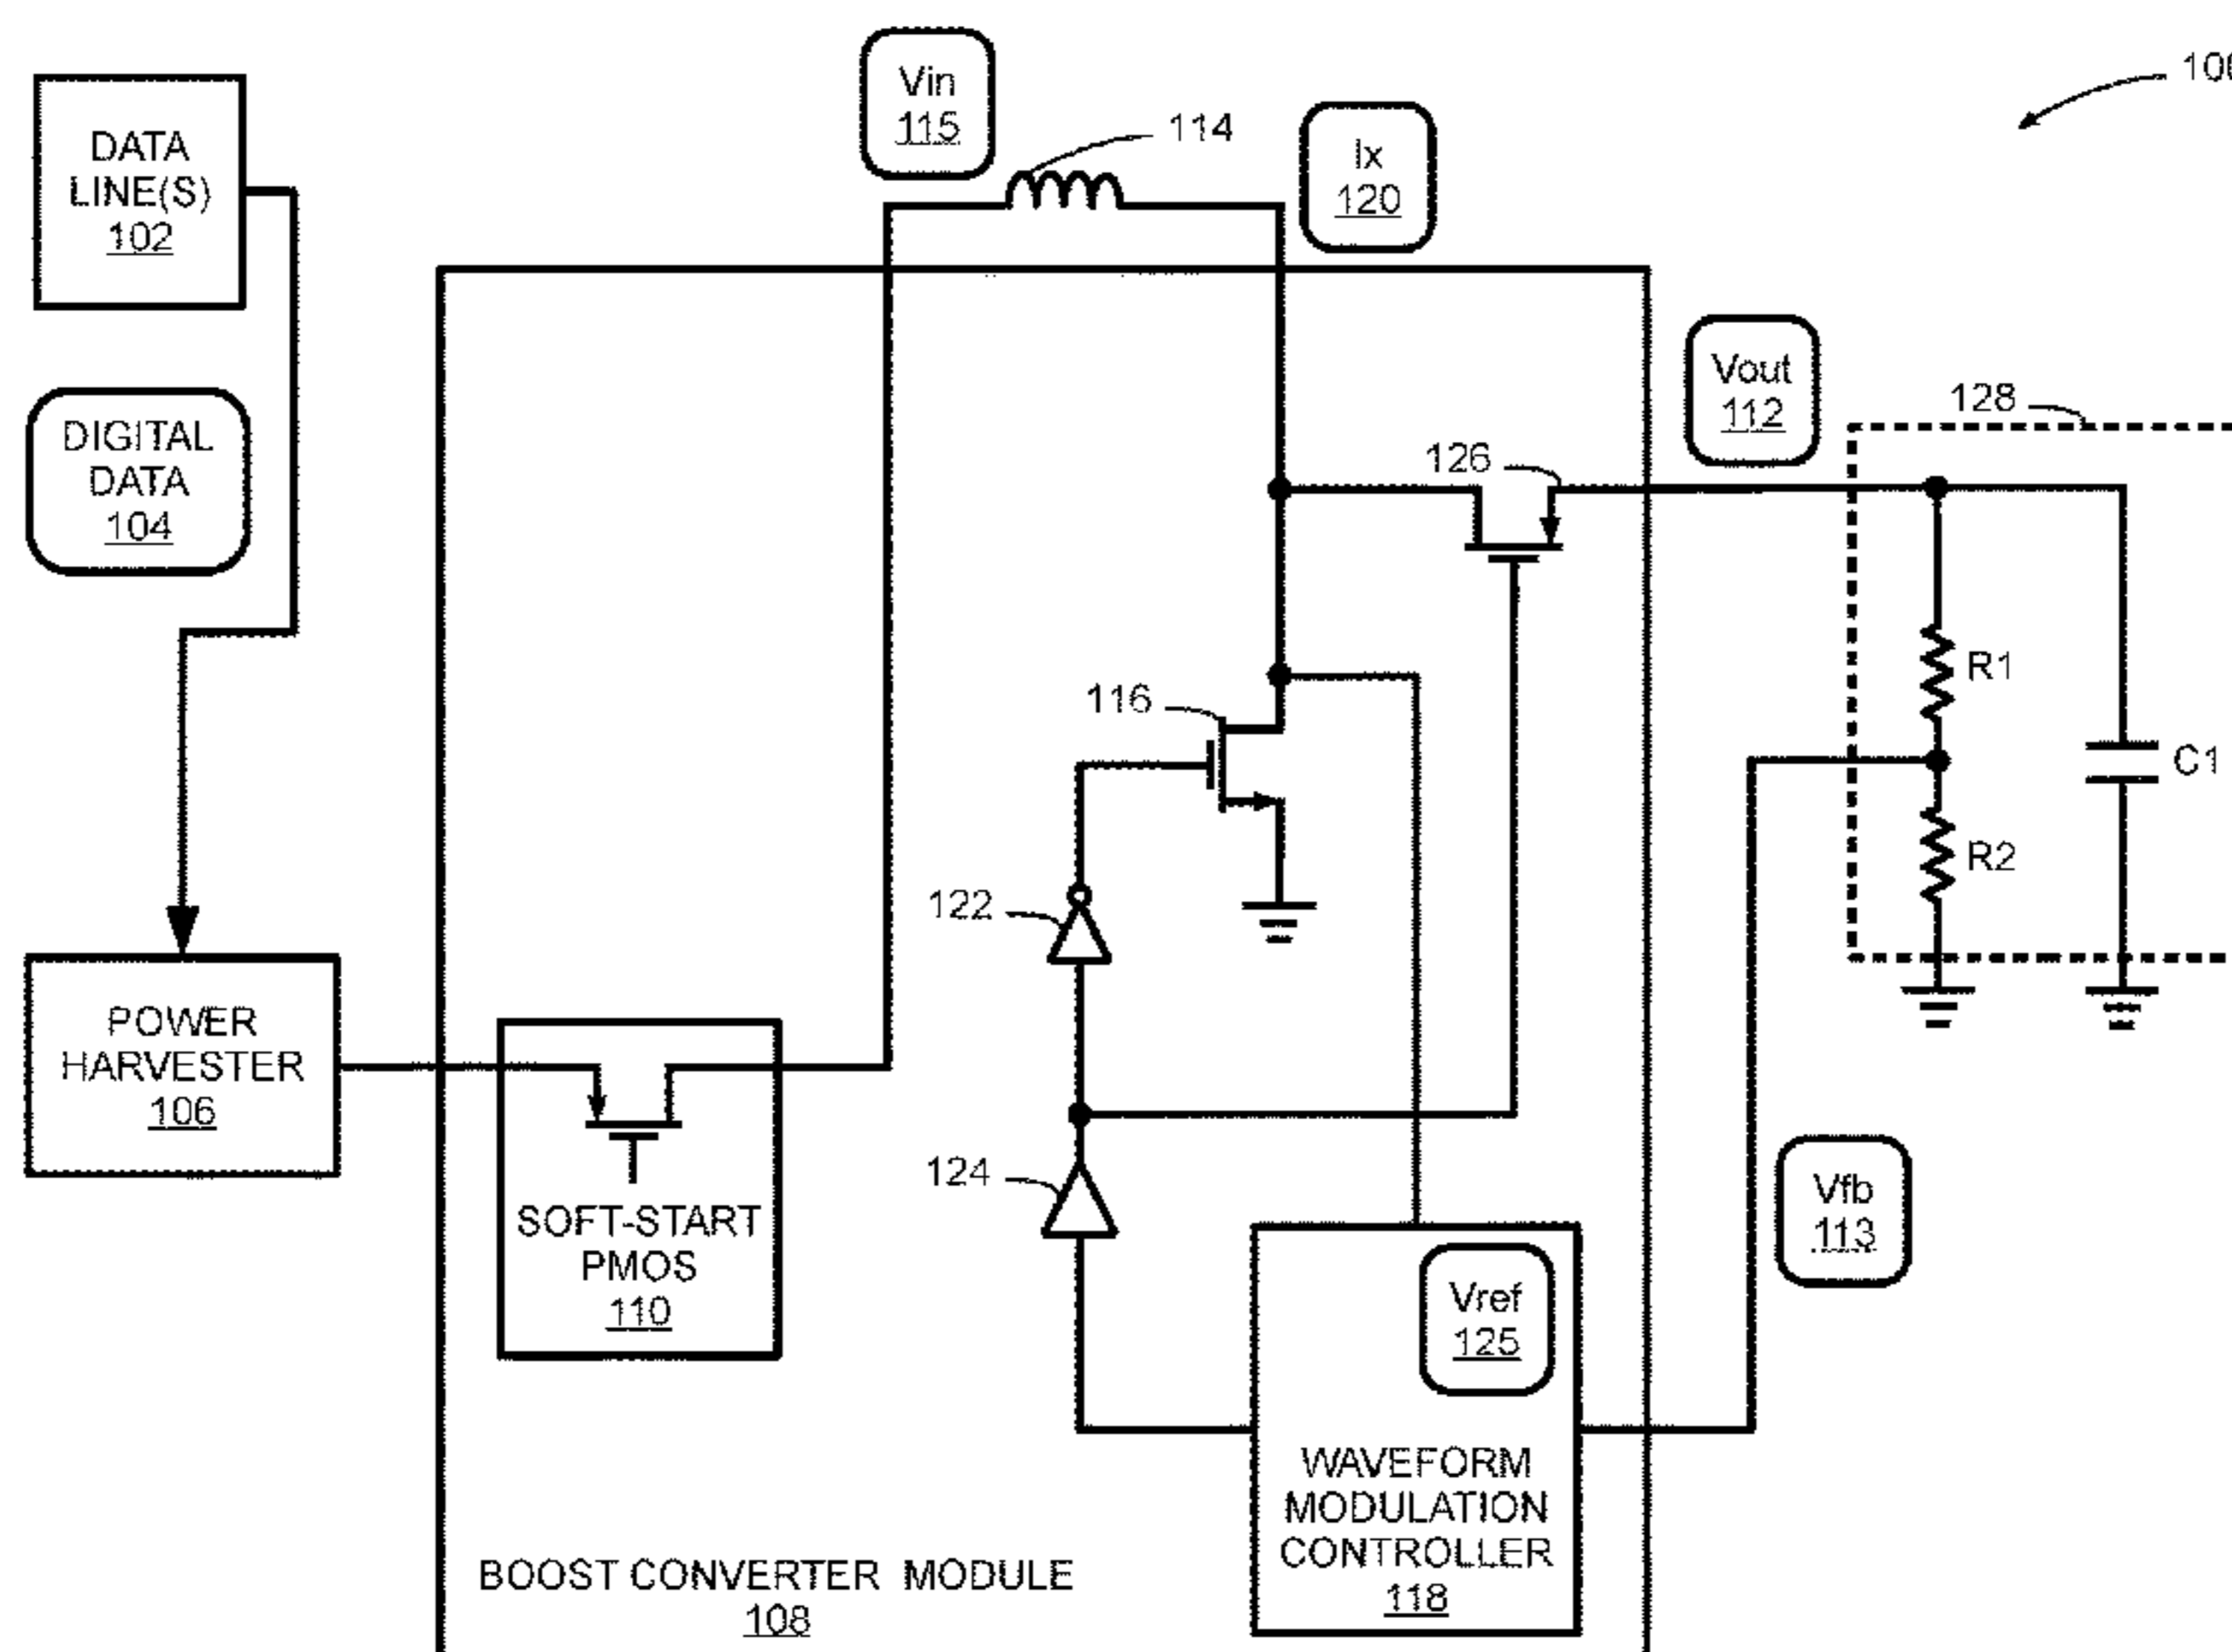 DATA
LINE(S)
102
DIGITAL
DATA
104
POWER
HARVESTER
106
Vin
115
114
Ix
120
Vout
112
128
126
116
R1
C1
R2
122
124
SOFT-START
PMOS
110
Vref
125
Vfb
113
WAVEFORM
MODULATION
CONTROLLER
118
BOOST CONVERTER MODULE
108